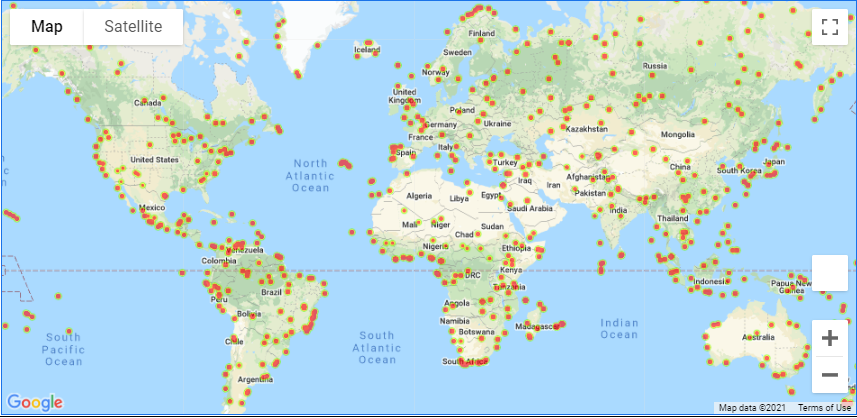 Map
Satellite
Iceland
Finland
Sweden
Norway
Russia
Canada
United
Kingdom
Poland
Germany
Ukraine
France
Kazakhstan
Mongolia
Italy
Spain
Turkey
United States
North
Atlantic
Ocean
China
Japan
South Korea
Afghanistan
Iraq
Iran
Pakistan
Algeria
Libya
Egypt
Saudi Arabia
India
Mexico
Mali
Niger
Chad
Sudan
Thailand
Nigeria
Ethiopia
Venezuela
Colombia
DRC
Kenya
Tanzania
Indonesia
Papua New
Guinea
Peru
Brazil
Bolivia
Angola
Namibia
Botswana
Madagascar
South
Pacific
Ocean
Chile
South
Atlantic
Ocean
Indian
Ocean
Australia
South Africa
Argentina
Google
Map data ©2021
Terms of Use